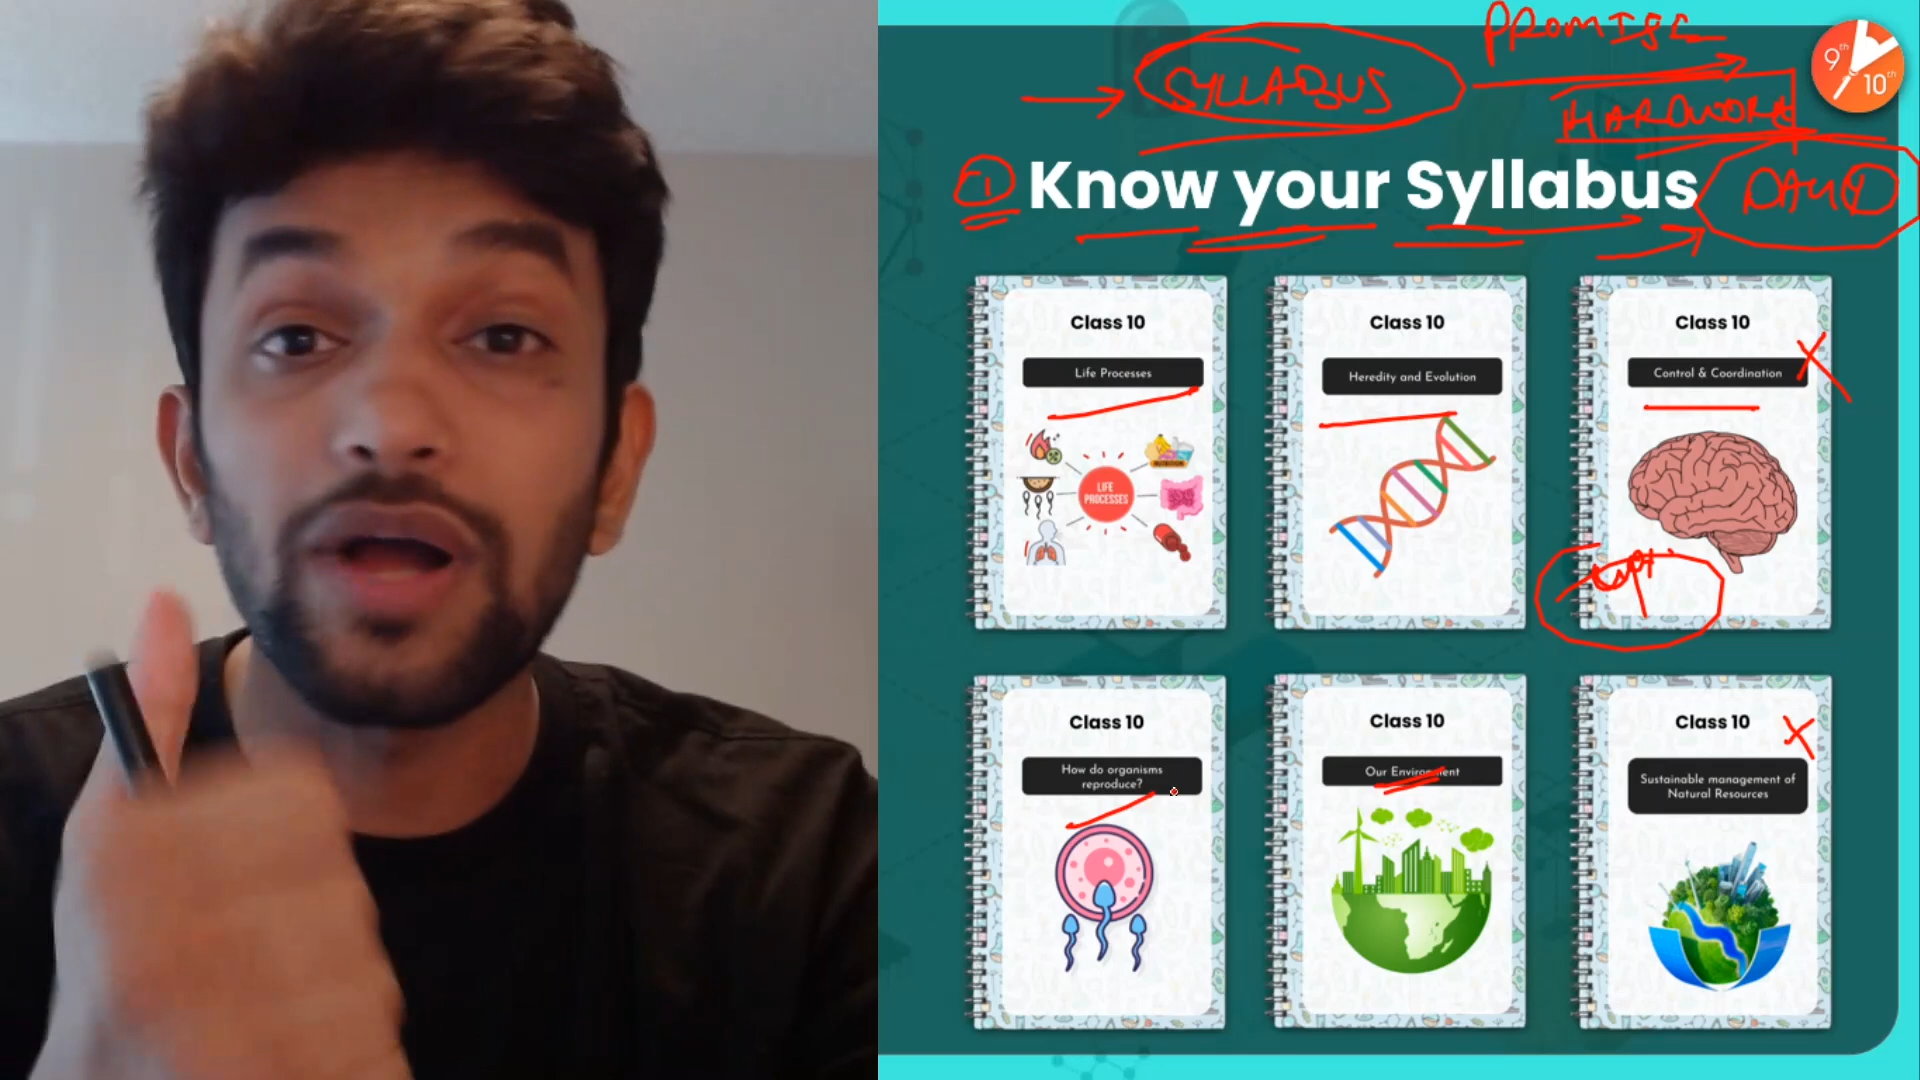 PROMISE
SYLLABUS
HARDWORK
9th
10th
Know your Syllabus
DAY 1
Class 10
Life Processes
LIFE
PROCESSES
NUTRITION
Class 10
Heredity and Evolution
Class 10
Control & Coordination
Class 10
How do organisms
reproduce?
Class 10
Our Environment
Class 10
Sustainable management of
Natural Resources